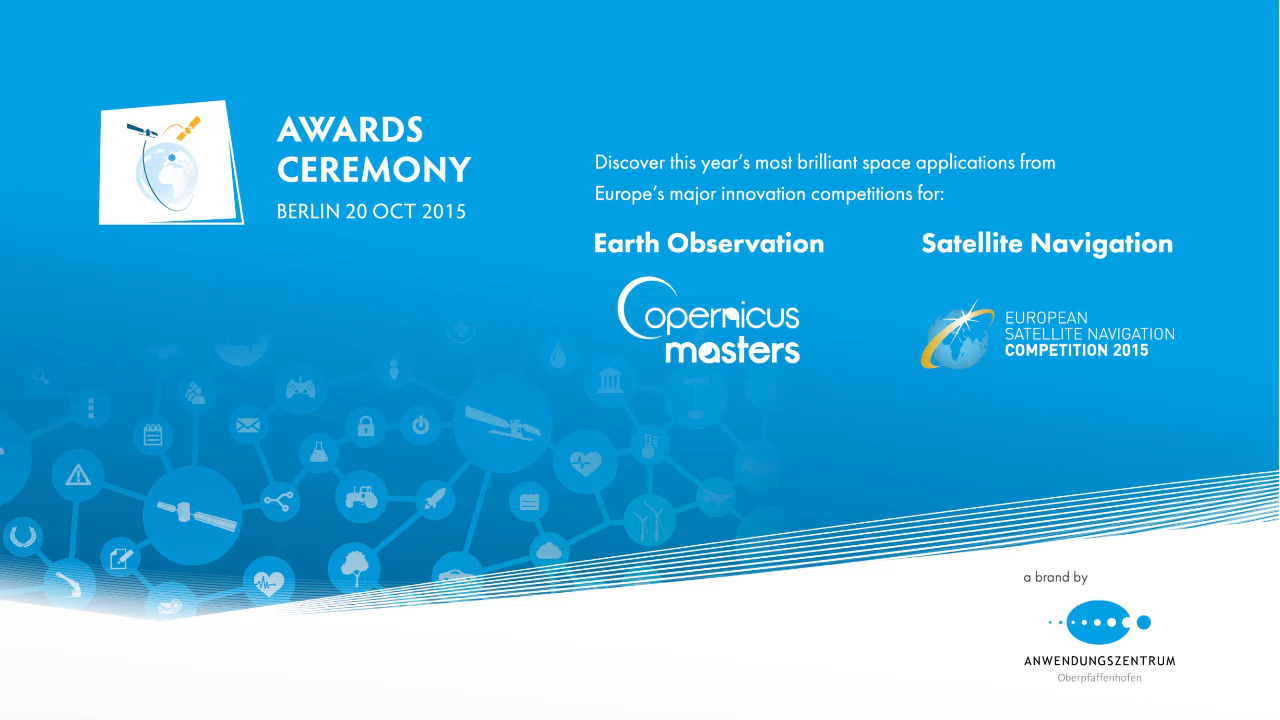 AWARDS
CEREMONY
BERLIN 20 OCT 2015
Discover this year's most brilliant space applications from
Europe's major innovation competitions for:
Earth Observation
Copernicus
masters
Satellite Navigation
EUROPEAN
SATELLITE NAVIGATION
COMPETITION 2015
a brand by
ANWENDUNGSZENTRUM
Oberpfaffenhofen